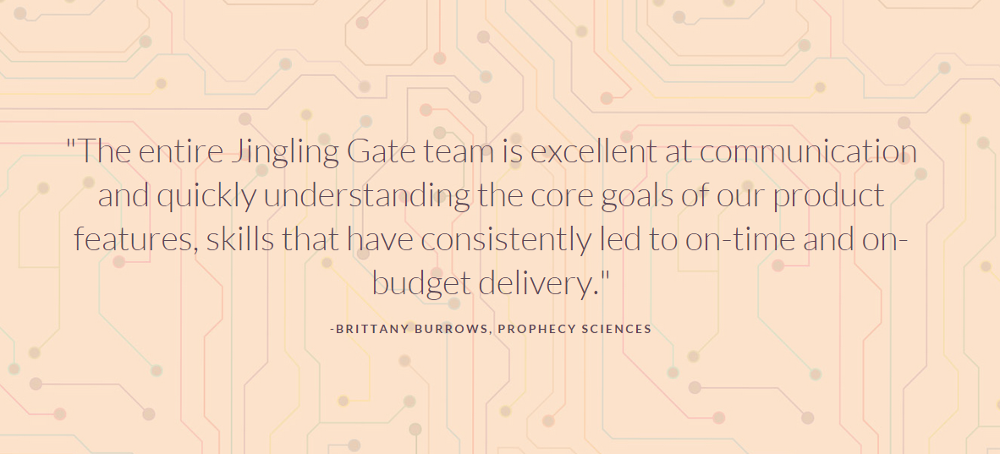 "The entire Jingling Gate team is excellent at communication
and quickly understanding the core goals of our product
features, skills that have consistently led to on-time and on-
budget delivery."
-BRITTANY BURROWS, PROPHECY SCIENCES